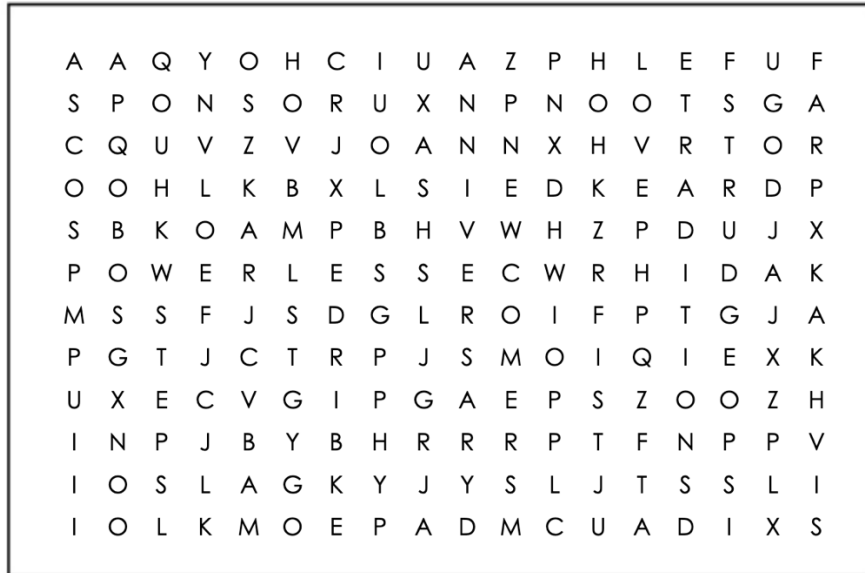 A A Q Y O H C I U A Z P H L E F U F
S P O N S O R U X N P N O O T S G A
C Q U V Z V J O A N N X H V R T O R
O O H L K B X L S I E D K E A R D P
S B K O A M P B H V W H Z P D U J X
P O W E R L E S S E C W R H I D A K
M S S F J S D G L R O I F P T G J A
P G T J C T R P J S M O I Q I E X K
U X E C V G I P G A E P S Z O O Z H
I N P J B Y B H R R R P T F N P P V
I O S L A G K Y J Y S L J T S S L I
I O L K M O E P A D M C U A D I X S